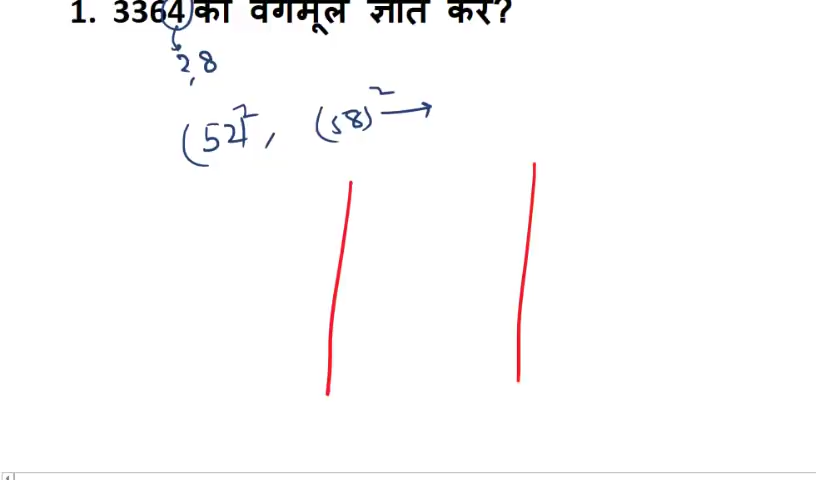 1. 3364 का वर्गमूल ज्ञात करें?
2,8
(52)², (58)² →